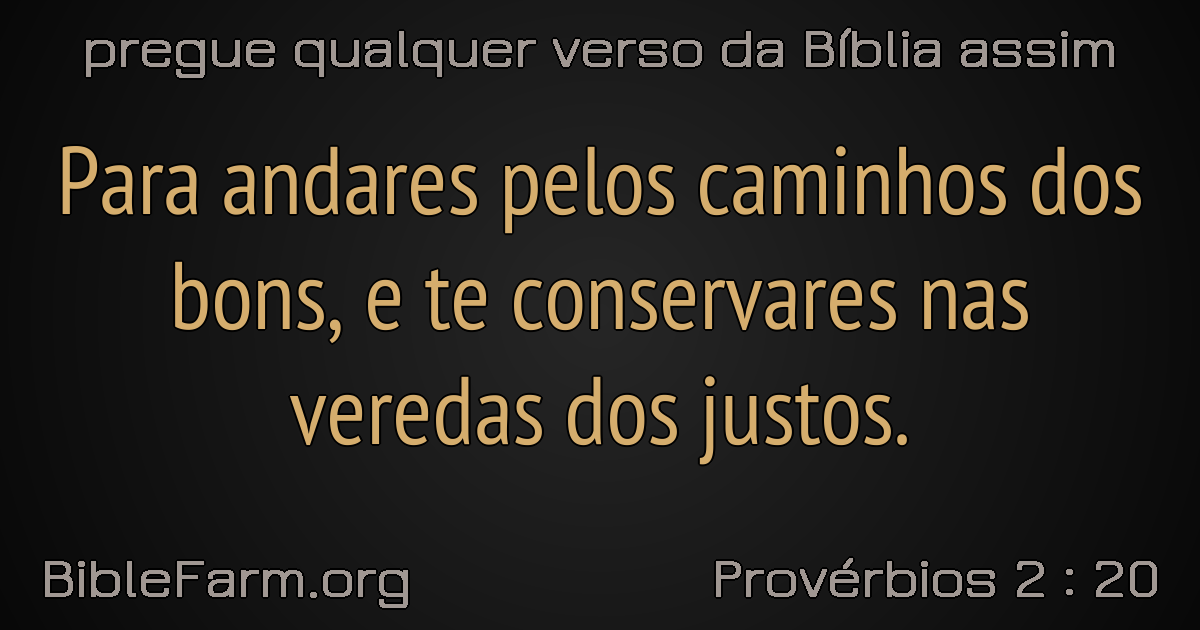 pregue qualquer verso da Bíblia assim
Para andares pelos caminhos dos
bons, e te conservares nas
veredas dos justos.
BibleFarm.org
Provérbios 2 : 20